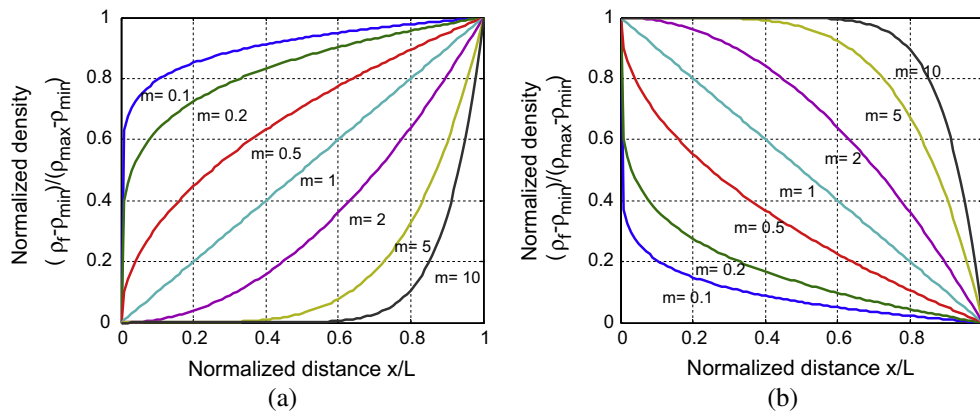 Normalized density
( ρf-ρmin)/(ρmax-ρmin)
1
0.8
0.6
0.4
0.2
0
m= 0.1
m= 0.2
m= 0.5
m= 1
m= 2
m= 5
m= 10
0
0.2
0.4
0.6
0.8
1
Normalized distance x/L
(a)
Normalized density
( ρf-ρmin)/(ρmax-ρmin)
1
0.8
0.6
0.4
0.2
0
m= 10
m= 5
m= 2
m= 1
m= 0.5
m= 0.2
m= 0.1
0
0.2
0.4
0.6
0.8
Normalized distance x/L
(b)